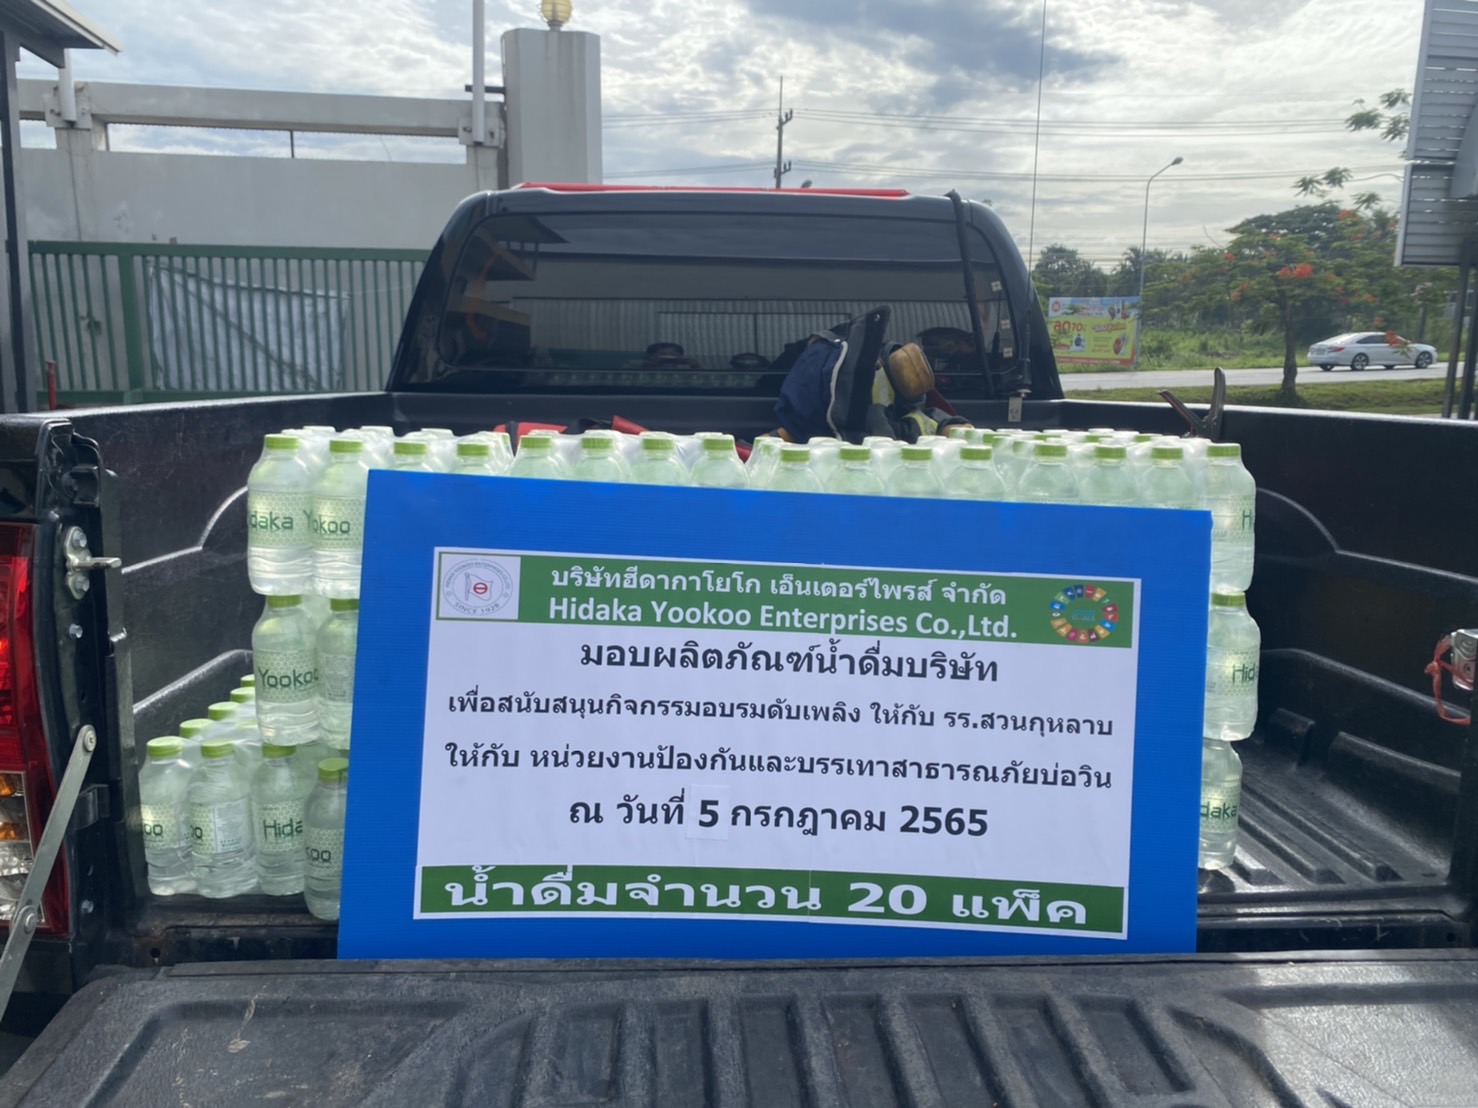 บริษัทฮีดากาโยโก เอ็นเตอร์ไพรส์ จำกัด
Hidaka Yookoo Enterprises Co.,Ltd.
SINCE 1928
มอบผลิตภัณฑ์น้ำดื่มบริษัท
เพื่อสนับสนุนกิจกรรมอบรมดับเพลิง ให้กับ รร.สวนกุหลาบ
ให้กับ หน่วยงานป้องกันและบรรเทาสาธารณภัยบ่อวิน
ณ วันที่ 5 กรกฎาคม 2565
น้ำดื่มจำนวน 20 แพ็ค
Hidaka Yookoo
Yookoo
Hidaka